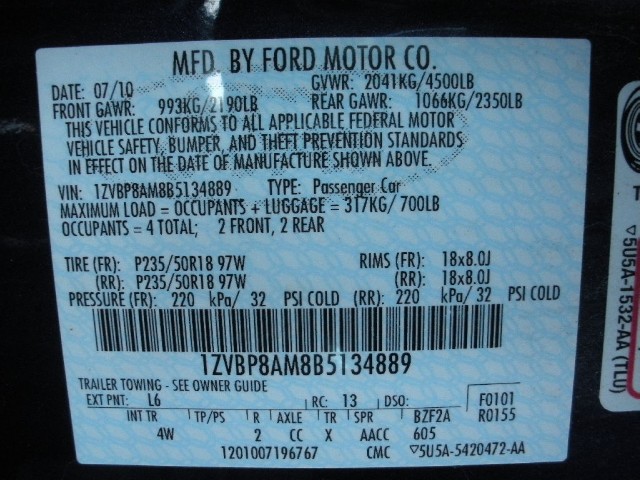 MFD. BY FORD MOTOR CO.
DATE: 07/10 GVWR: 2041KG/4500LB
FRONT GAWR: 993KG/2190LB REAR GAWR: 1066KG/2350LB
THIS VEHICLE CONFORMS TO ALL APPLICABLE FEDERAL MOTOR
VEHICLE SAFETY, BUMPER, AND THEFT PREVENTION STANDARDS
IN EFFECT ON THE DATE OF MANUFACTURE SHOWN ABOVE.
VIN: 1ZVBP8AM8B5134889 TYPE: Passenger Car
MAXIMUM LOAD = OCCUPANTS + LUGGAGE = 317KG/ 700LB
OCCUPANTS = 4 TOTAL; 2 FRONT, 2 REAR
TIRE (FR): P235/50R18 97W RIMS (FR): 18x8.0J
(RR): P235/50R18 97W (RR): 18x8.0J
PRESSURE (FR): 220 kPa/ 32 PSI COLD (RR): 220 kPa/ 32 PSI COLD
1ZVBP8AM8B5134889
TRAILER TOWING - SEE OWNER GUIDE
EXT PNT: L6 RC: 13 DSO: F0101
INT TR TP/PS R AXLE TR SPR BZF2A R0155
4W 2 CC X AACC 605
1201007196767 CMC ▽5U5A-5420472-AA
▽5U5A-1532-AA (TLU)